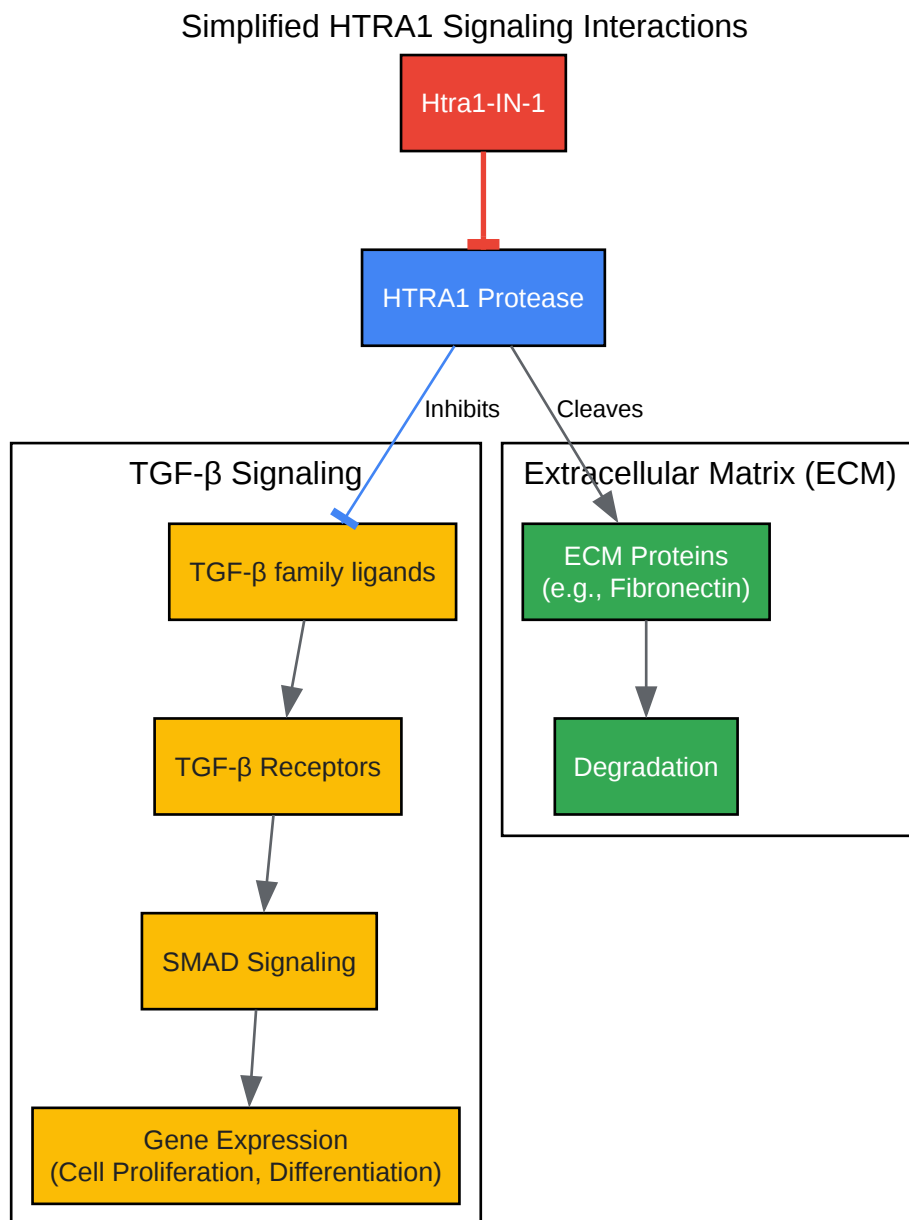 Simplified HTRA1 Signaling Interactions
Htra1-IN-1
HTRA1 Protease
Inhibits
Cleaves
TGF-β Signaling
TGF-β family ligands
TGF-β Receptors
SMAD Signaling
Gene Expression
(Cell Proliferation, Differentiation)
Extracellular Matrix (ECM)
ECM Proteins
(e.g., Fibronectin)
Degradation